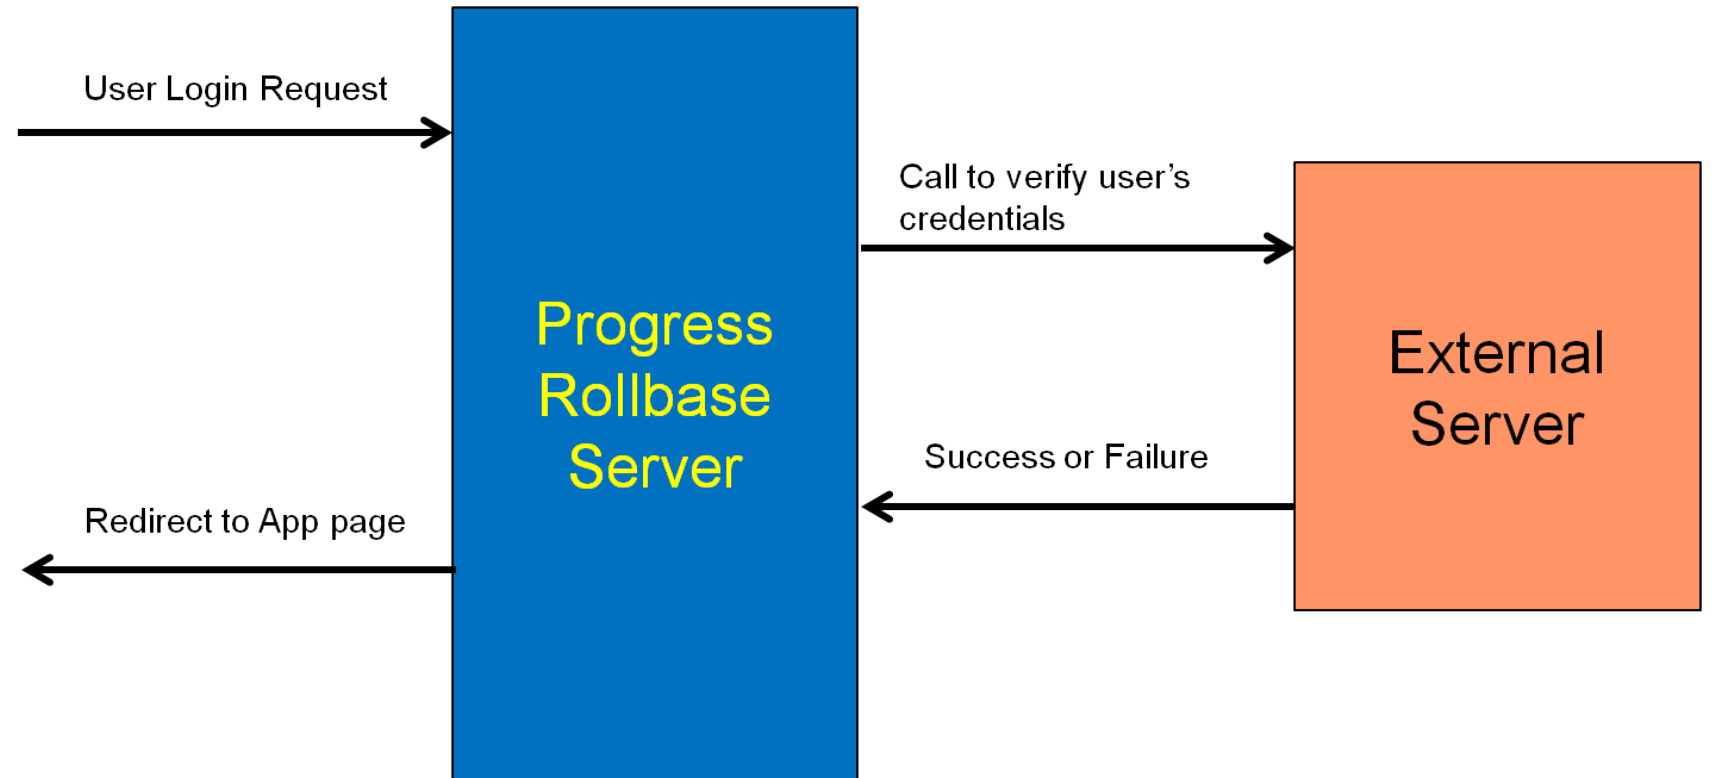 User Login Request
Call to verify user's
credentials
Progress
Rollbase
Server
External
Server
Success or Failure
Redirect to App page